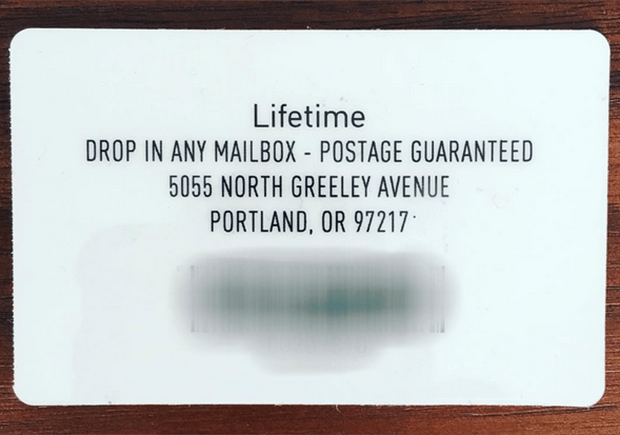 Lifetime
DROP IN ANY MAILBOX - POSTAGE GUARANTEED
5055 NORTH GREELEY AVENUE
PORTLAND, OR 97217